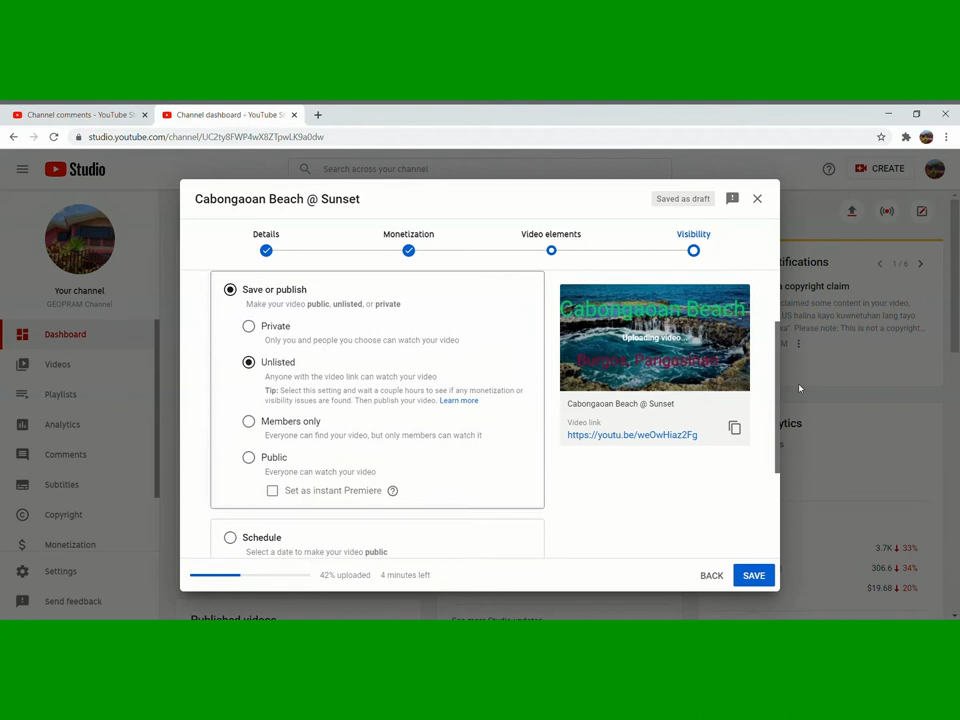 Channel comments - YouTube St
Channel dashboard - YouTube St
studio.youtube.com/channel/UC2ty8FWP4wX8ZTpwLK9a0dw
Studio
Search across your channel
CREATE
Your channel
GEOPRAM Channel
Dashboard
Videos
Playlists
Analytics
Comments
Subtitles
Copyright
Monetization
Settings
Send feedback
Cabongaoan Beach @ Sunset
Saved as draft
Details
Monetization
Video elements
Visibility
Save or publish
Make your video public, unlisted, or private
Private
Only you and people you choose can watch your video
Unlisted
Anyone with the video link can watch your video
Tip: Select this setting and wait a couple hours to see if any monetization or
visibility issues are found. Then publish your video. Learn more
Members only
Everyone can find your video, but only members can watch it
Public
Everyone can watch your video
Set as instant Premiere
Schedule
Select a date to make your video public
Cabongaoan Beach
Uploading video...
Burgos, Pangasinan
Cabongaoan Beach @ Sunset
Video link
https://youtu.be/weOwHiaz2Fg
42% uploaded
4 minutes left
BACK
SAVE
tifications
1 / 6
copyright claim
claimed some content in your video,
US halina kayo kuwnetuhan lang tayo
. Please note: This is not a copyright...
M
ytics
s
3.7K 33%
306.6 34%
$19.68 20%
Published videos